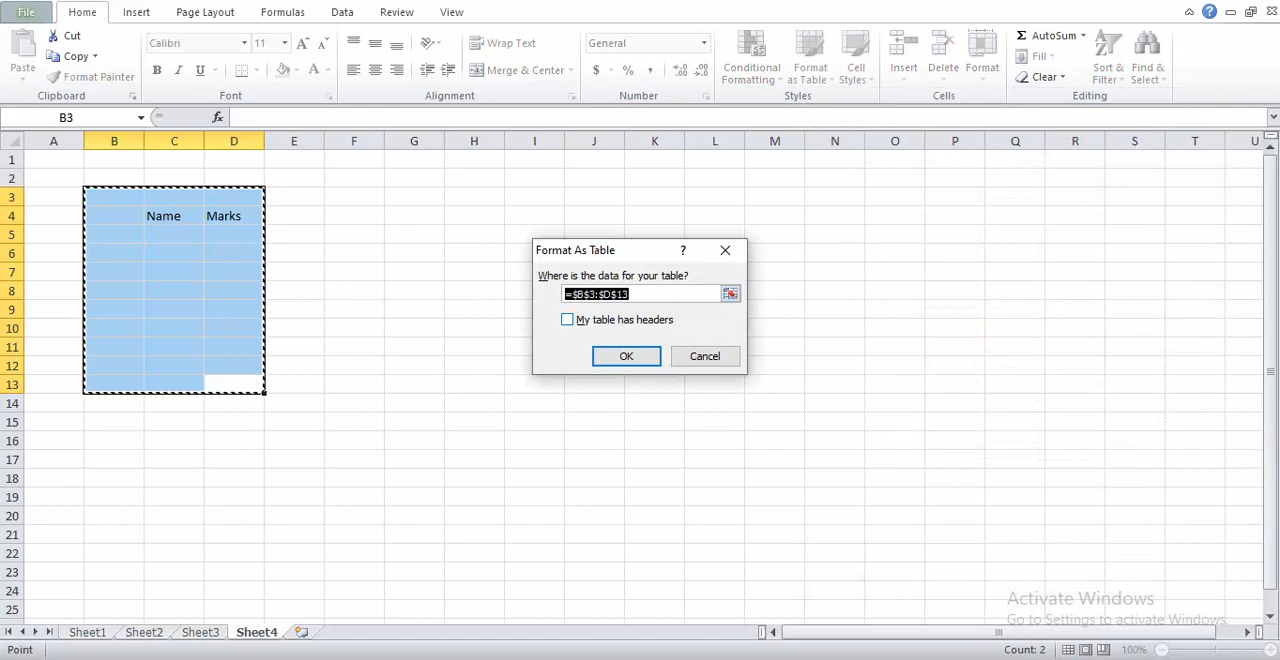 File Home Insert Page Layout Formulas Data Review View
Cut
Copy
Format Painter
Paste
Clipboard
Calibri 11
B I U
Font
Wrap Text
Merge & Center
Alignment
General
$ % ,
Number
Conditional Formatting
Format as Table
Cell Styles
Styles
Insert Delete Format
Cells
AutoSum
Fill
Clear
Sort & Filter
Find & Select
Editing
B3 fx
A B C D E F G H I J K L M N O P Q R S T U
1
2
3
4 Name Marks
5
6
7
8
9
10
11
12
13
14
15
16
17
18
19
20
21
22
23
24
25
Format As Table ?
Where is the data for your table?
=$B$3:$D$13
My table has headers
OK Cancel
Activate Windows
Go to Settings to activate Windows.
Sheet1 Sheet2 Sheet3 Sheet4
Point Count: 2 100%